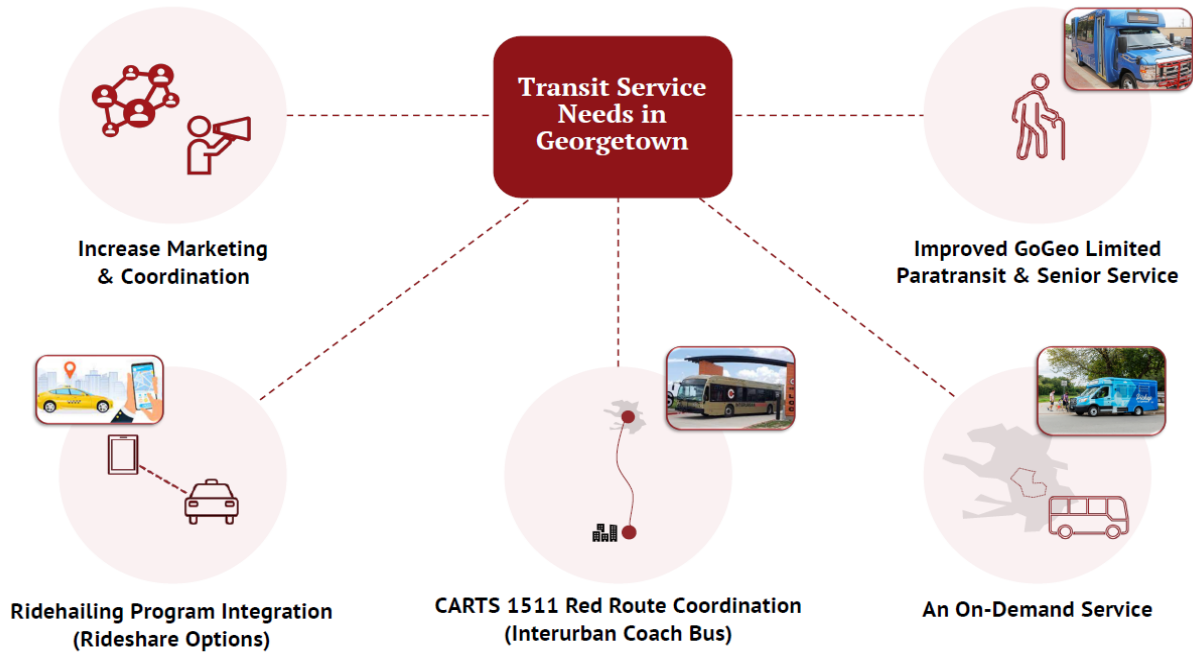 Transit Service
Needs in
Georgetown
Increase Marketing
& Coordination
Improved GoGeo Limited
Paratransit & Senior Service
Ridehailing Program Integration
(Rideshare Options)
CARTS 1511 Red Route Coordination
(Interurban Coach Bus)
An On-Demand Service